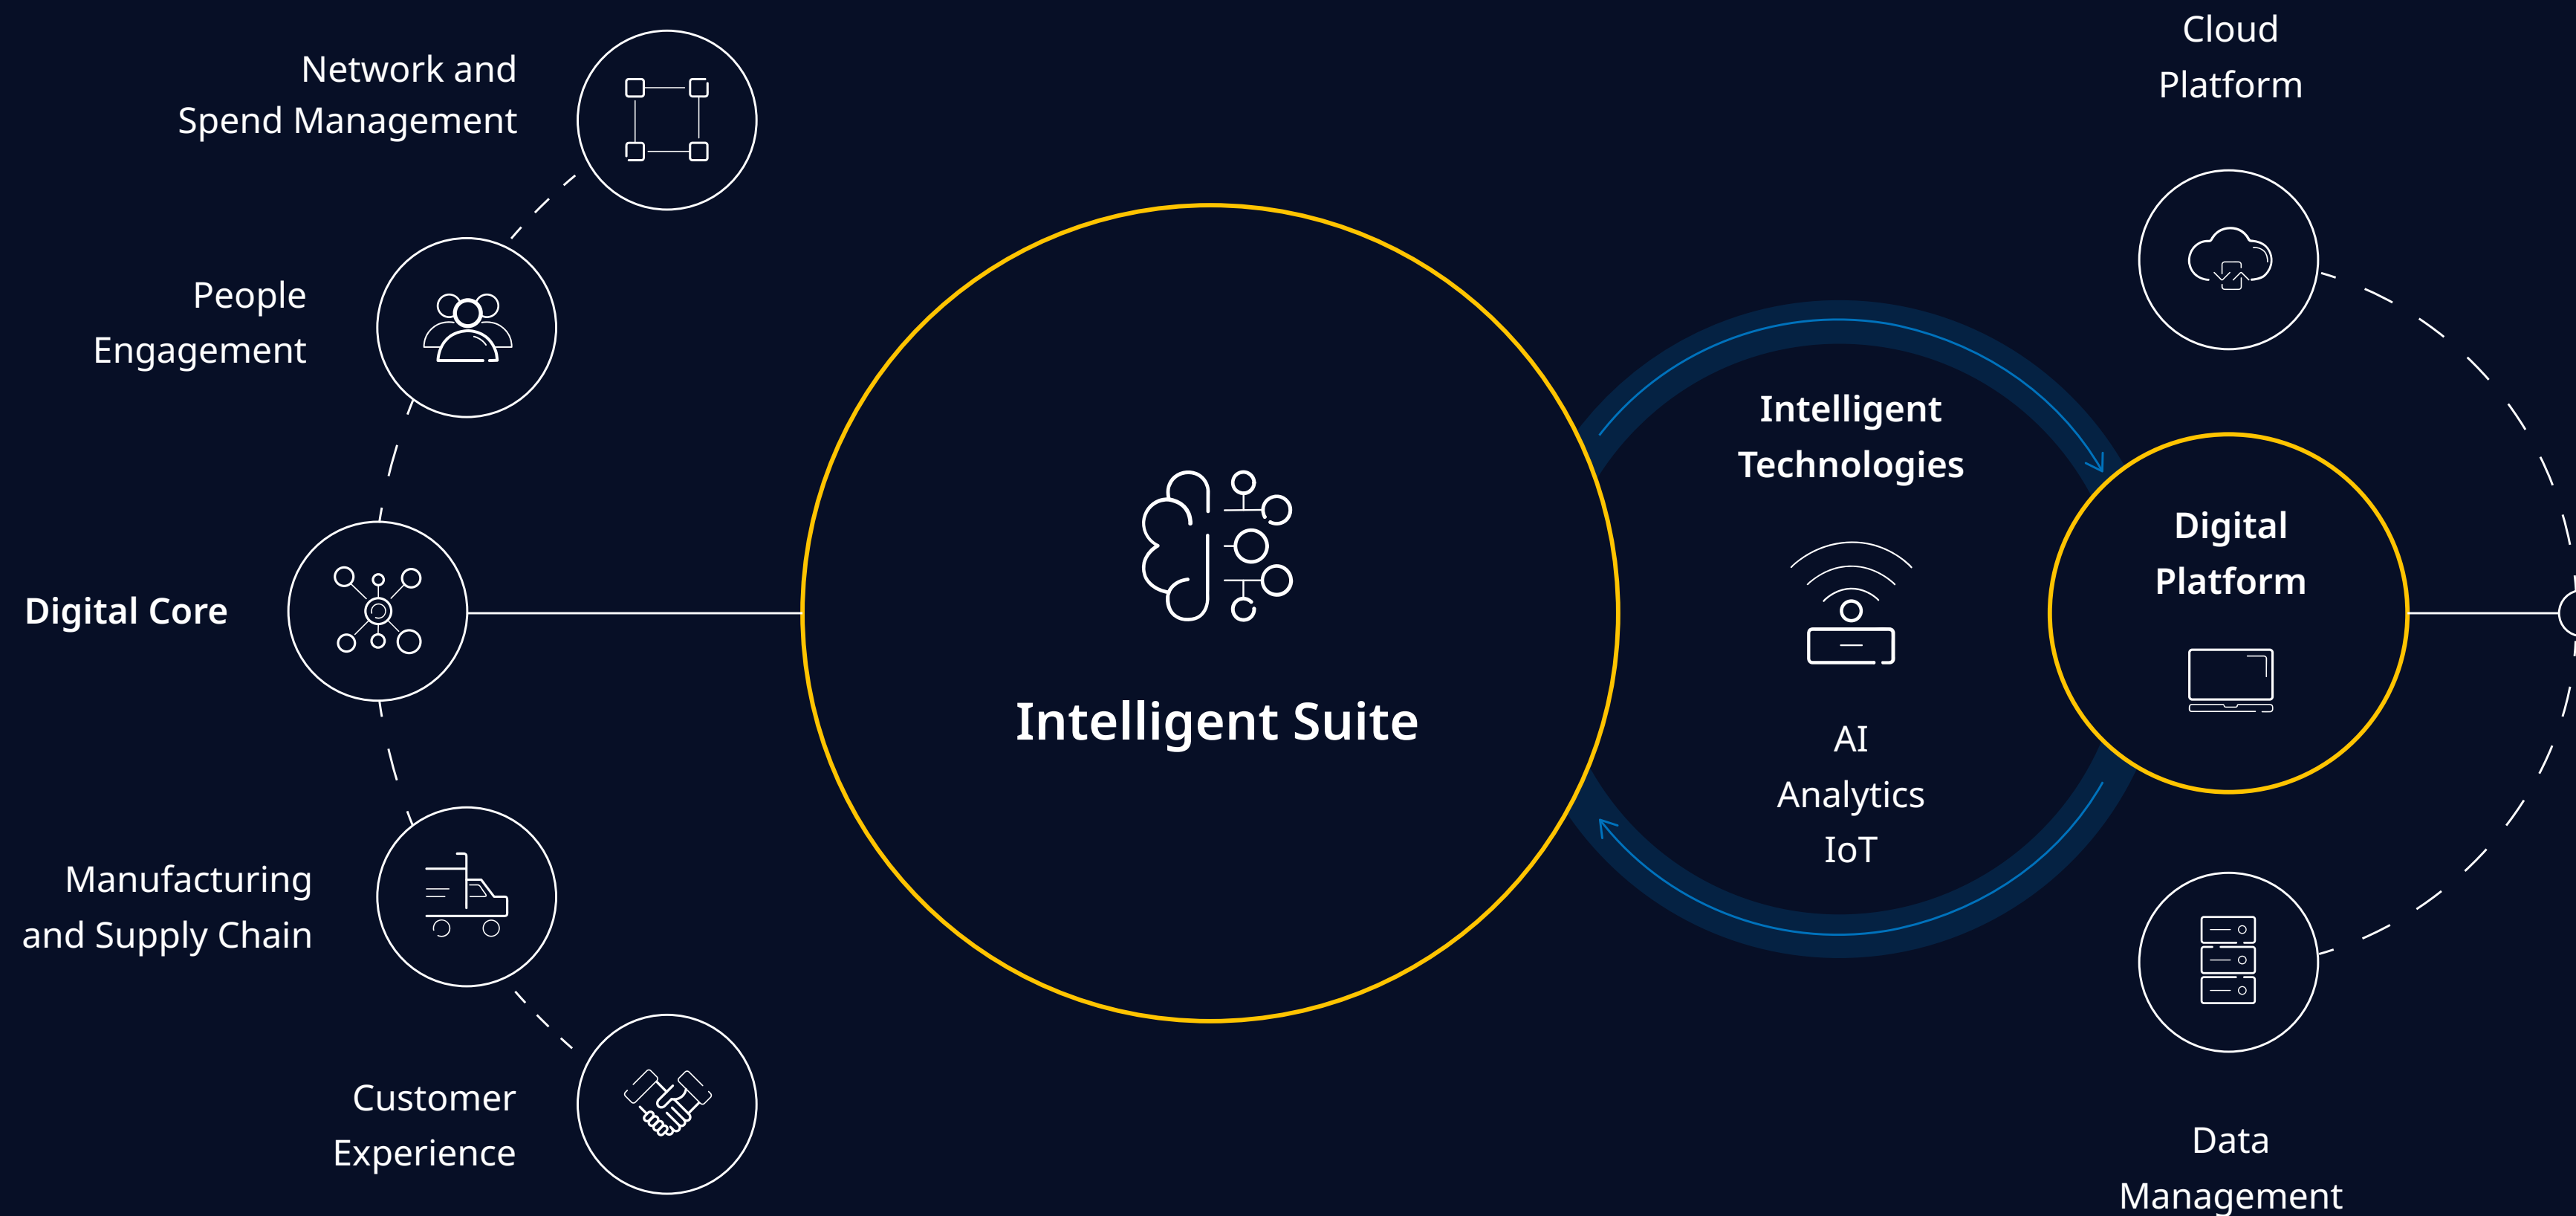 Network and
Spend Management
People
Engagement
Digital Core
Manufacturing
and Supply Chain
Customer
Experience
Intelligent Suite
Intelligent
Technologies
AI
Analytics
IoT
Cloud
Platform
Digital
Platform
Data
Management